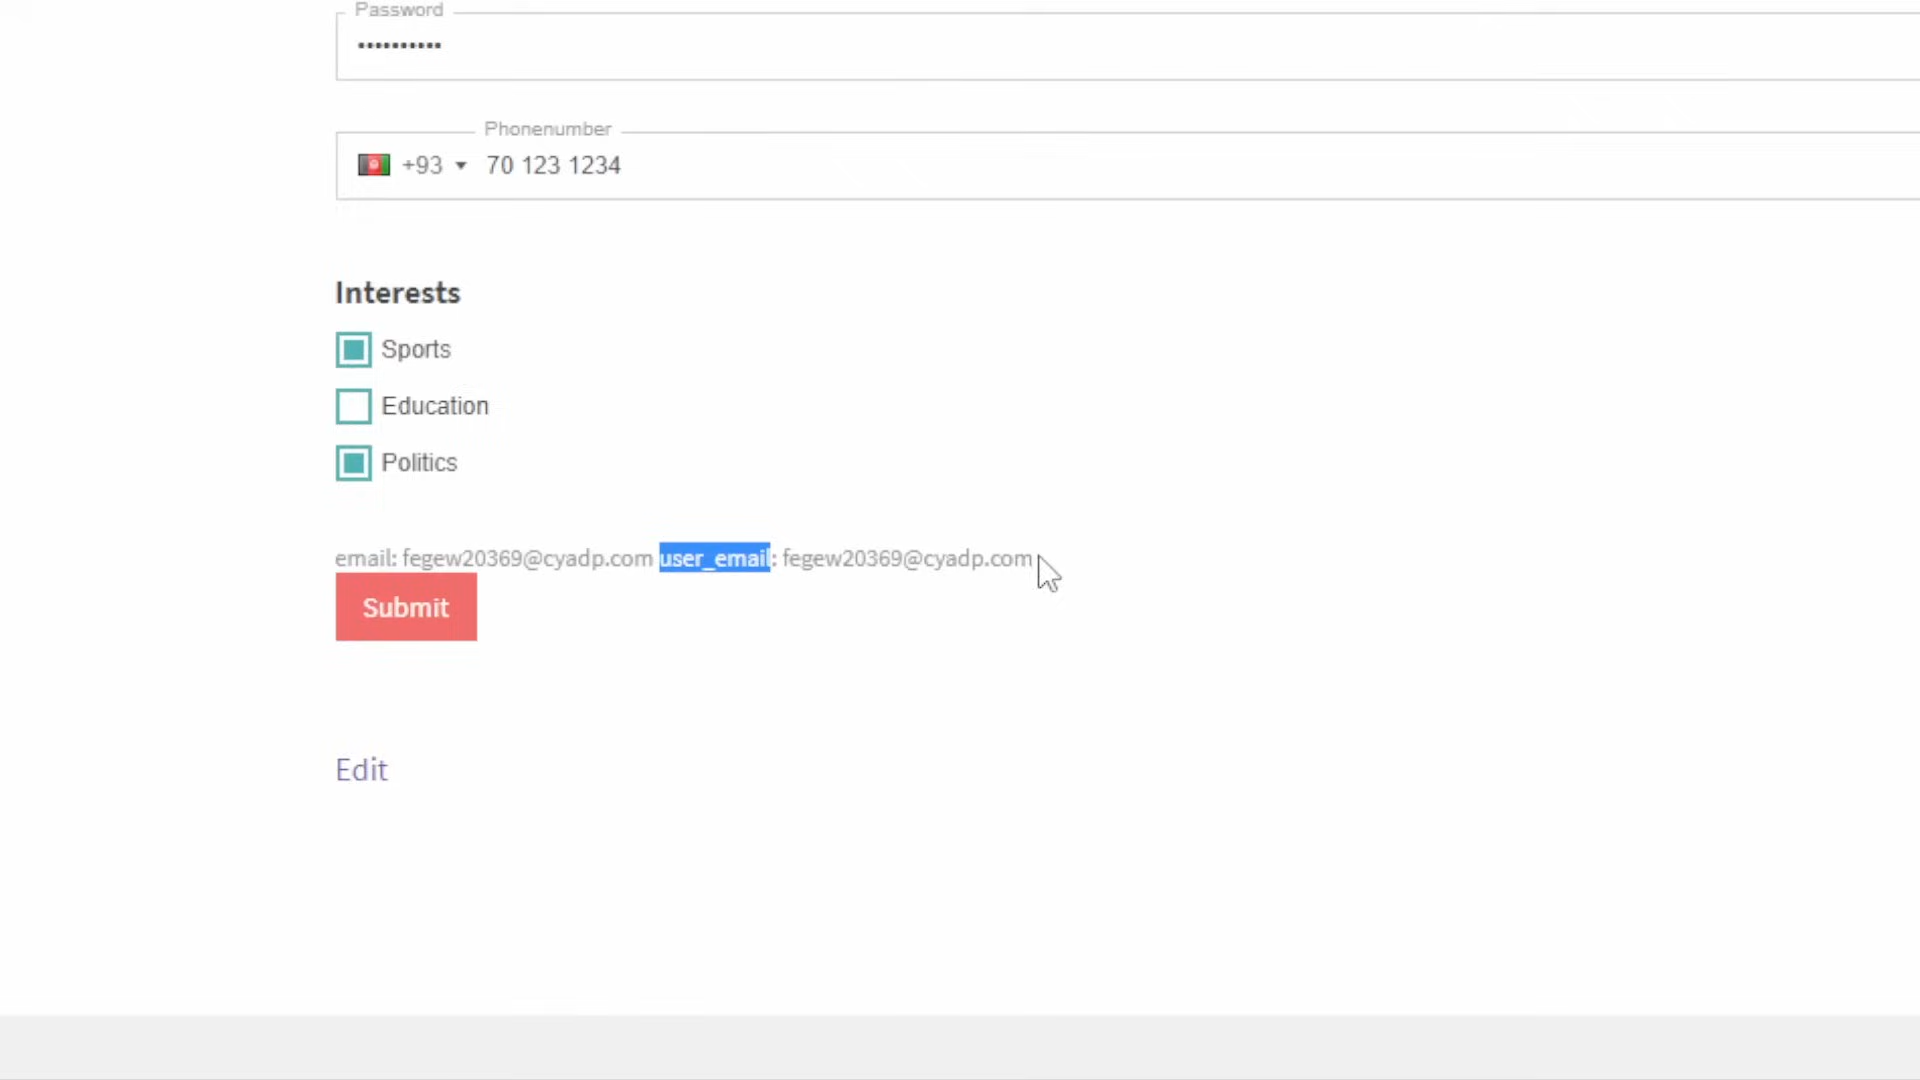 Password
••••••••••
Phonenumber
+93 70 123 1234
Interests
Sports
Education
Politics
email: fegew20369@cyadp.com user_email: fegew20369@cyadp.com
Submit
Edit